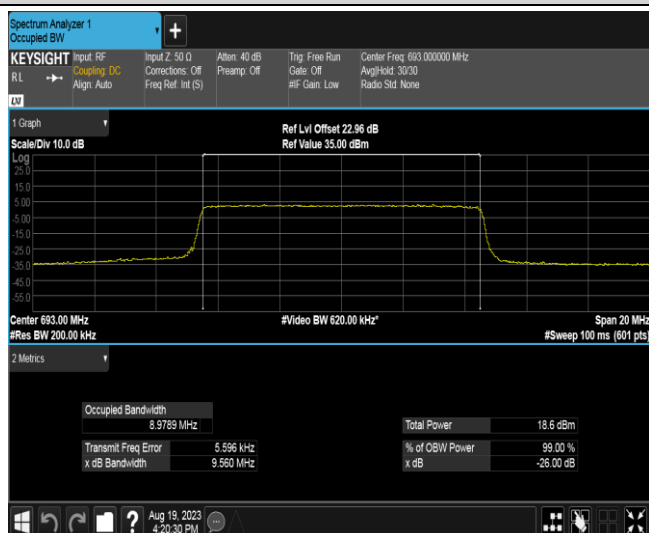 Spectrum Analyzer 1
Occupied BW
+
KEYSIGHT
RL
LXI
Input: RF
Coupling: DC
Align: Auto
Input Z: 50 Ω
Corrections: Off
Freq Ref: Int (S)
Atten: 40 dB
Preamp: Off
Trig: Free Run
Gate: Off
#IF Gain: Low
Center Freq: 693.000000 MHz
Avg|Hold: 30/30
Radio Std: None
1 Graph
Scale/Div 10.0 dB
Ref Lvl Offset 22.96 dB
Ref Value 35.00 dBm
Log
25.0
15.0
5.00
-5.00
-15.0
-25.0
-35.0
-45.0
-55.0
Center 693.00 MHz
#Res BW 200.00 kHz
#Video BW 620.00 kHz*
Span 20 MHz
#Sweep 100 ms (601 pts)
2 Metrics
Occupied Bandwidth
8.9789 MHz
Total Power 18.6 dBm
Transmit Freq Error 5.596 kHz
% of OBW Power 99.00 %
x dB Bandwidth 9.560 MHz
x dB -26.00 dB
?
Aug 19, 2023
4:20:30 PM